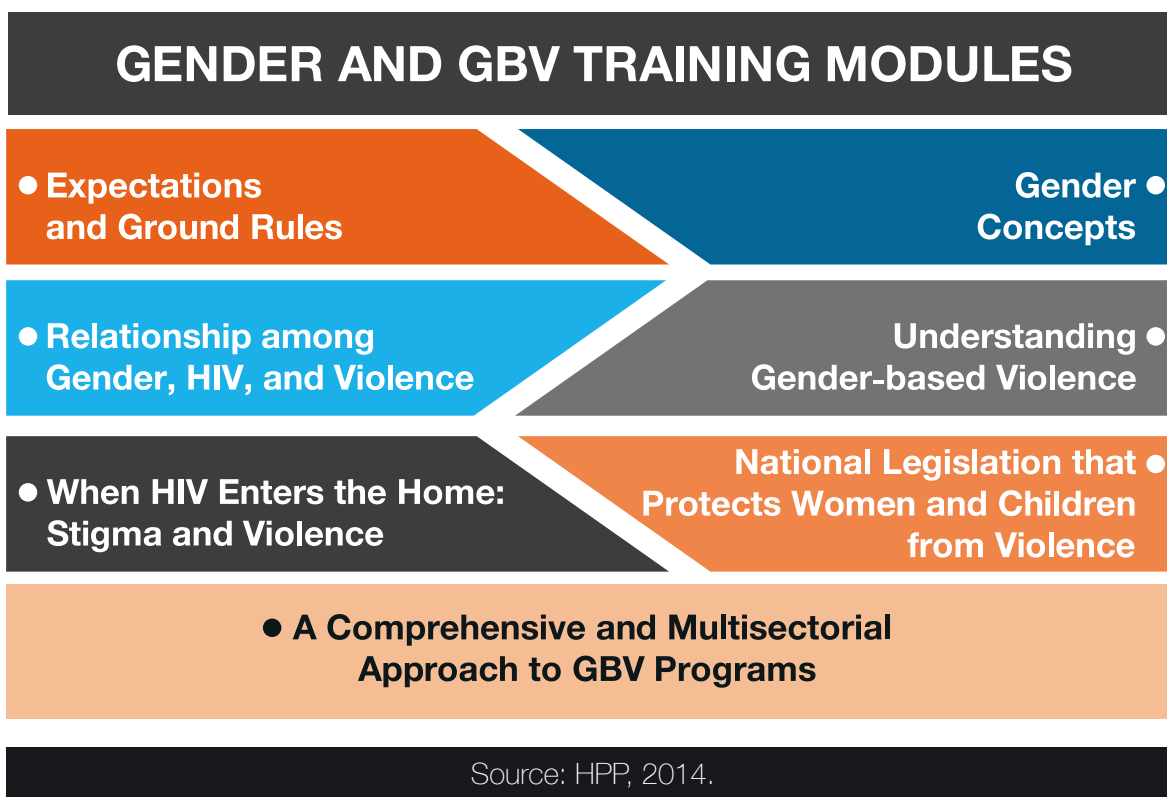 GENDER AND GBV TRAINING MODULES
• Expectations
and Ground Rules
Gender •
Concepts
• Relationship among
Gender, HIV, and Violence
Understanding •
Gender-based Violence
• When HIV Enters the Home:
Stigma and Violence
National Legislation that •
Protects Women and Children
from Violence
• A Comprehensive and Multisectorial
Approach to GBV Programs
Source: HPP, 2014.